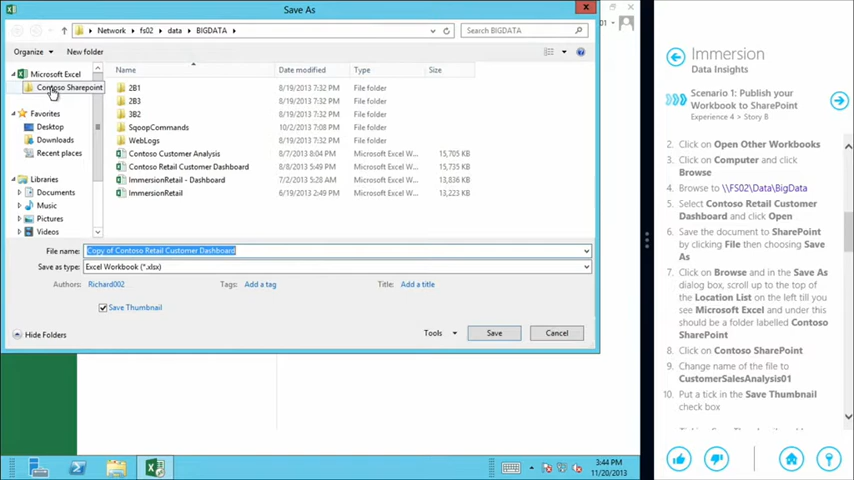 Save As
Network ▸ fs02 ▸ data ▸ BIGDATA ▸
Search BIGDATA
01
Organize
New folder
Microsoft Excel
Contoso Sharepoint
Favorites
Desktop
Downloads
Recent places
Libraries
Documents
Music
Pictures
Videos
Name Date modified Type Size
2B1 8/19/2013 7:32 PM File folder
2B3 8/19/2013 7:32 PM File folder
3B2 8/19/2013 7:32 PM File folder
SqoopCommands 10/2/2013 7:08 PM File folder
WebLogs 8/19/2013 7:32 PM File folder
Contoso Customer Analysis 8/7/2013 8:04 PM Microsoft Excel W... 15,705 KB
Contoso Retail Customer Dashboard 8/8/2013 5:49 PM Microsoft Excel W... 15,735 KB
ImmersionRetail - Dashboard 7/2/2013 5:28 AM Microsoft Excel W... 13,836 KB
ImmersionRetail 6/19/2013 2:49 PM Microsoft Excel W... 13,223 KB
File name: Copy of Contoso Retail Customer Dashboard
Save as type: Excel Workbook (*.xlsx)
Authors: Richard002
Tags: Add a tag
Title: Add a title
Save Thumbnail
Hide Folders
Tools
Save
Cancel
3:44 PM
11/20/2013
Immersion
Data Insights
Scenario 1: Publish your
Workbook to SharePoint
Experience 4 > Story B
2. Click on Open Other Workbooks
3. Click on Computer and click
Browse
4. Browse to \\FS02\Data\BigData
5. Select Contoso Retail Customer
Dashboard and click Open
6. Save the document to SharePoint
by clicking File then choosing Save
As
7. Click on Browse and in the Save As
dialog box, scroll up to the top of
the Location List on the left till you
see Microsoft Excel and under this
should be a folder labelled Contoso
SharePoint
8. Click on Contoso SharePoint
9. Change name of the file to
CustomerSalesAnalysis01
10. Put a tick in the Save Thumbnail
check box